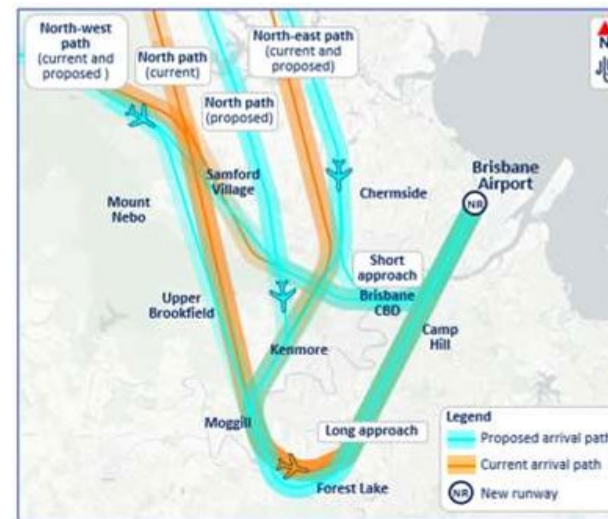 North-west
path
(current and
proposed )
North path
(current)
North-east path
(current and
proposed)
N
North path
(proposed)
Samford
Village
Mount
Nebo
Chermside
Brisbane
Airport
NR
Short
approach
Brisbane
CBD
Upper
Brookfield
Camp
Hill
Kenmore
Moggill
Long approach
Forest Lake
Legend
Proposed arrival path
Current arrival path
NR New runway